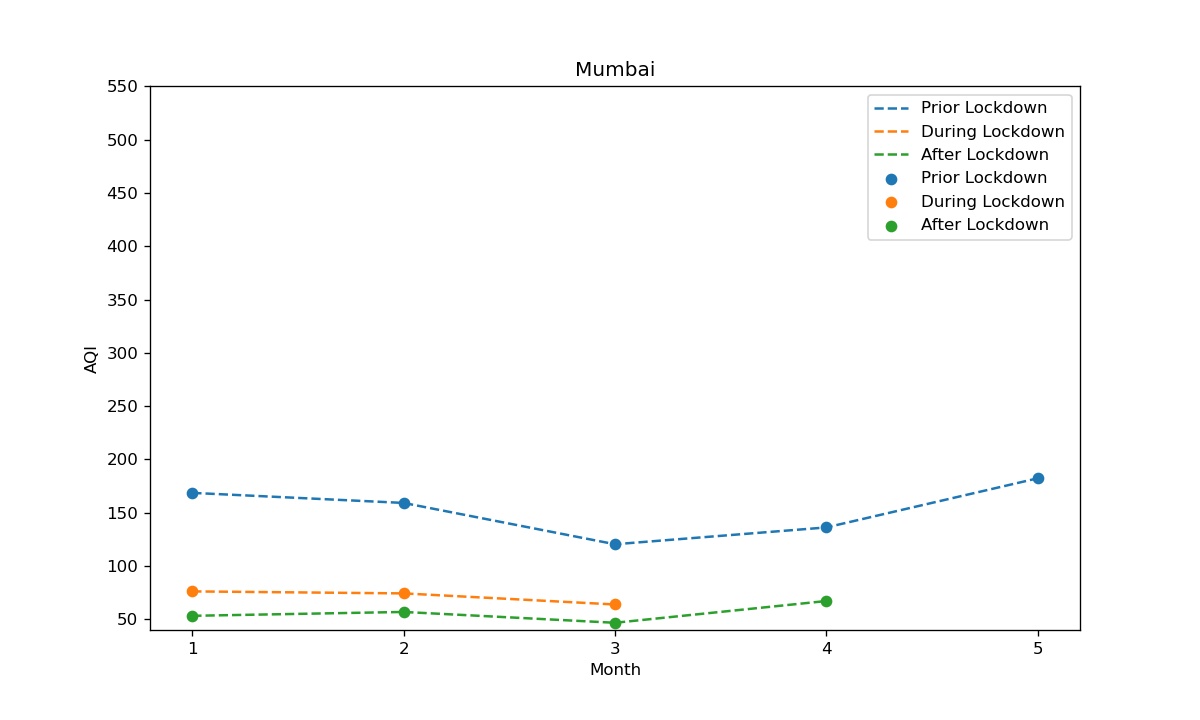 Mumbai
550
500
450
400
350
300
250
200
150
100
50
AQI
Prior Lockdown
During Lockdown
After Lockdown
Prior Lockdown
During Lockdown
After Lockdown
1 2 3 4 5
Month